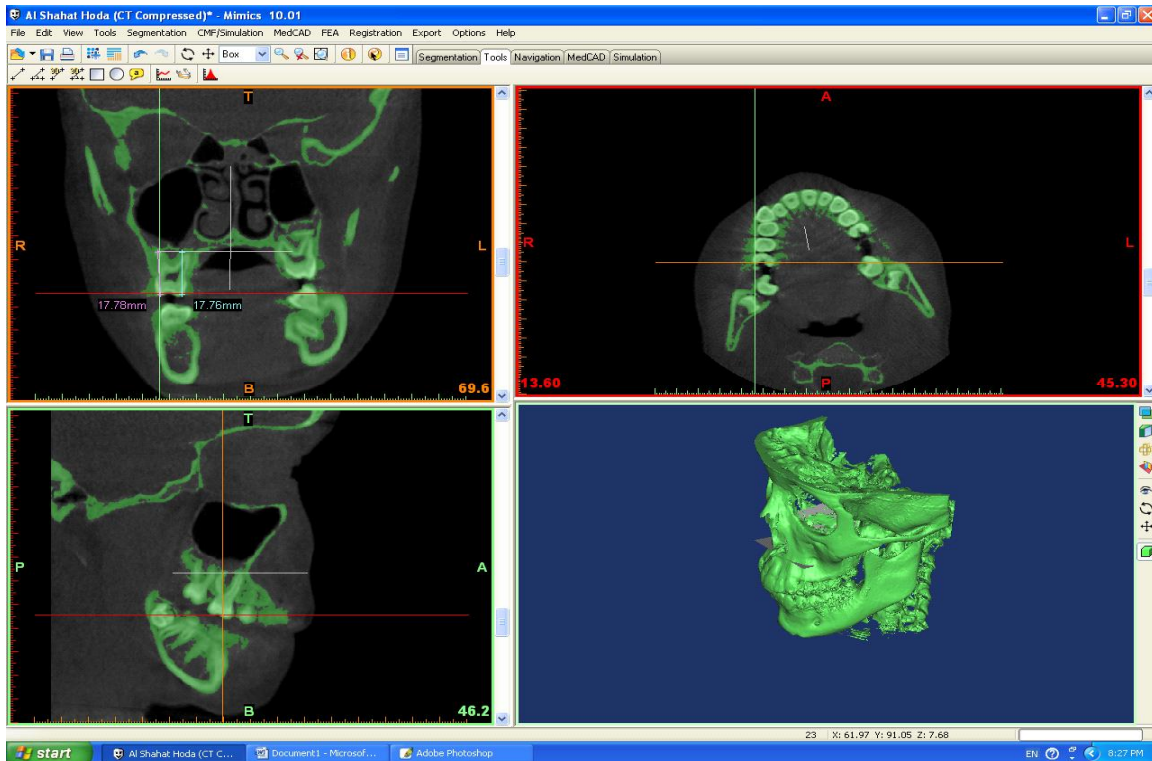 Al Shahat Hoda (CT Compressed)* - Mimics 10.01
File Edit View Tools Segmentation CMF/Simulation MedCAD FEA Registration Export Options Help
Box Segmentation Tools Navigation MedCAD Simulation
T
R L
17.78mm 17.76mm
B 69.6
A
R L
13.60 P 45.30
T
P A
B 46.2
23 X: 61.97 Y: 91.05 Z: 7.68
start Al Shahat Hoda (CT C... Document1 - Microsof... Adobe Photoshop EN 8:27 PM